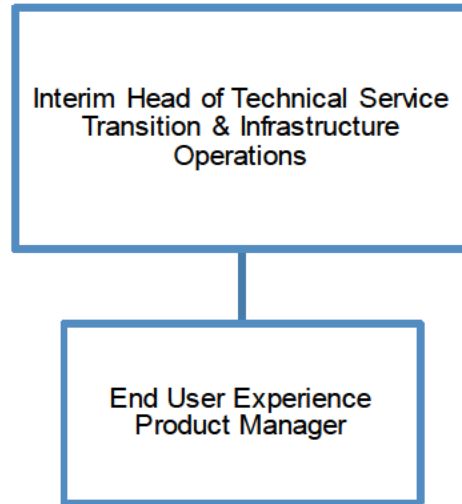 Interim Head of Technical Service
Transition & Infrastructure
Operations
End User Experience
Product Manager